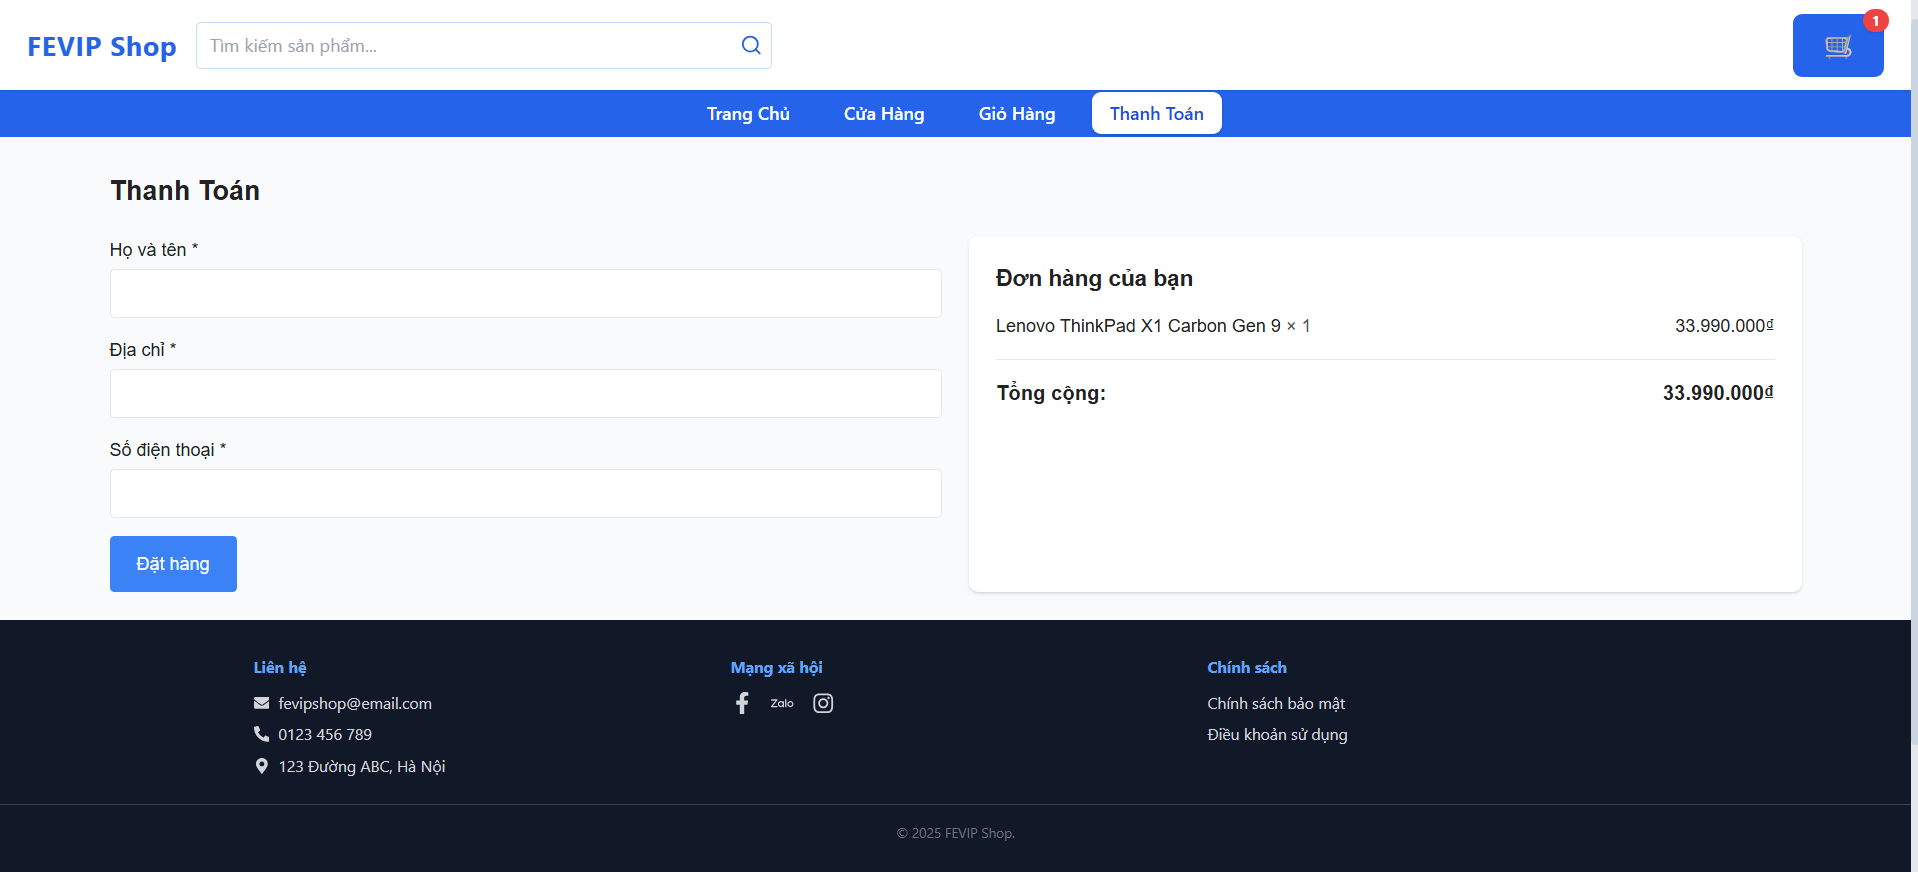 FEVIP Shop
Tìm kiếm sản phẩm...
1
Trang Chủ
Cửa Hàng
Giỏ Hàng
Thanh Toán
Thanh Toán
Họ và tên *
Địa chỉ *
Số điện thoại *
Đặt hàng
Đơn hàng của bạn
Lenovo ThinkPad X1 Carbon Gen 9 × 1 33.990.000₫
Tổng cộng: 33.990.000₫
Liên hệ
fevipshop@email.com
0123 456 789
123 Đường ABC, Hà Nội
Mạng xã hội
Zalo
Chính sách
Chính sách bảo mật
Điều khoản sử dụng
© 2025 FEVIP Shop.